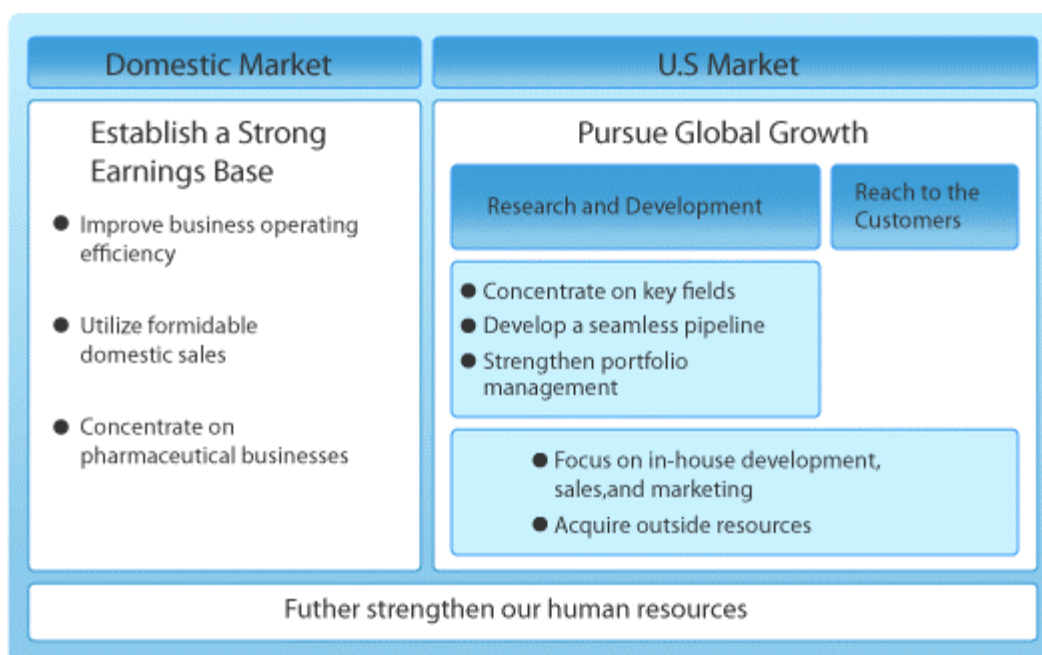 Domestic Market
Establish a Strong
Earnings Base
● Improve business operating
efficiency
● Utilize formidable
domestic sales
● Concentrate on
pharmaceutical businesses
U.S Market
Pursue Global Growth
Research and Development
Reach to the
Customers
● Concentrate on key fields
● Develop a seamless pipeline
● Strengthen portfolio
management
● Focus on in-house development,
sales,and marketing
● Acquire outside resources
Futher strengthen our human resources